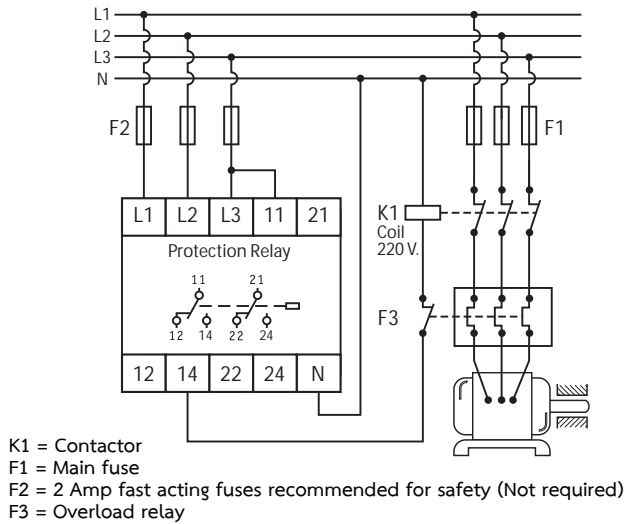 L1
L2
L3
N
F2
F1
L1 L2 L3 11 21
K1
Coil
220 V.
Protection Relay
11 21
12 14 22 24
F3
12 14 22 24 N
K1 = Contactor
F1 = Main fuse
F2 = 2 Amp fast acting fuses recommended for safety (Not required)
F3 = Overload relay